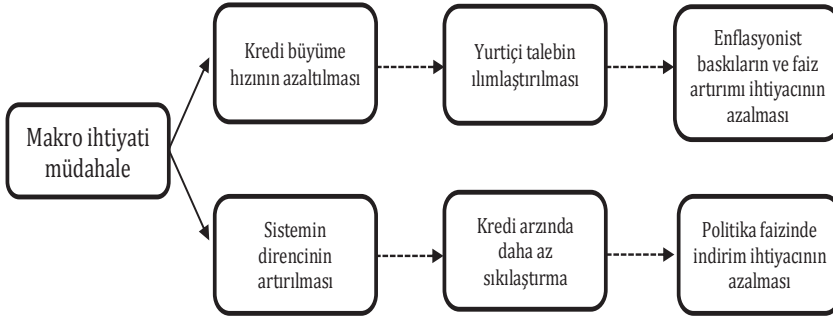 Makro ihtiyati
müdahale
Kredi büyüme
hızının azaltılması
Yurtiçi talebin
ılımlaştırılması
Enflasyonist
baskıların ve faiz
artırımı ihtiyacının
azalması
Sistemin
direncinin
artırılması
Kredi arzında
daha az
sıkılaştırma
Politika faizinde
indirim ihtiyacının
azalması